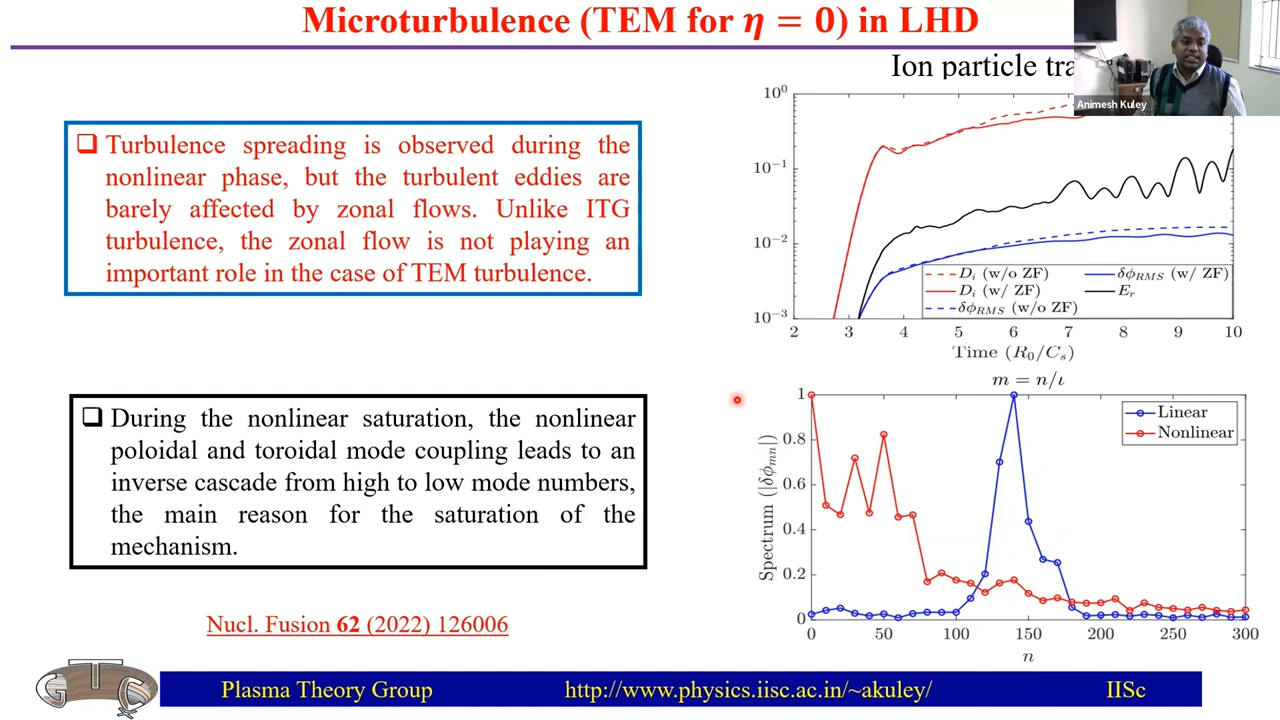 Microturbulence (TEM for η = 0) in LHD
Animesh Kuley
❑ Turbulence spreading is observed during the
nonlinear phase, but the turbulent eddies are
barely affected by zonal flows. Unlike ITG
turbulence, the zonal flow is not playing an
important role in the case of TEM turbulence.
❑ During the nonlinear saturation, the nonlinear
poloidal and toroidal mode coupling leads to an
inverse cascade from high to low mode numbers,
the main reason for the saturation of the
mechanism.
Nucl. Fusion 62 (2022) 126006
Ion particle
10⁰
10⁻¹
10⁻²
10⁻³
D_i (w/o ZF)
D_i (w/ ZF)
δϕ_RMS (w/o ZF)
δϕ_RMS (w/ ZF)
E_r
2 3 4 5 6 7 8 9 10
Time (R₀/C_s)
m = n/ι
Linear
Nonlinear
Spectrum (|δϕ_mn|)
1
0.8
0.6
0.4
0.2
0
0 50 100 150 200 250 300
n
GTC
Plasma Theory Group http://www.physics.iisc.ac.in/~akuley/ IISc